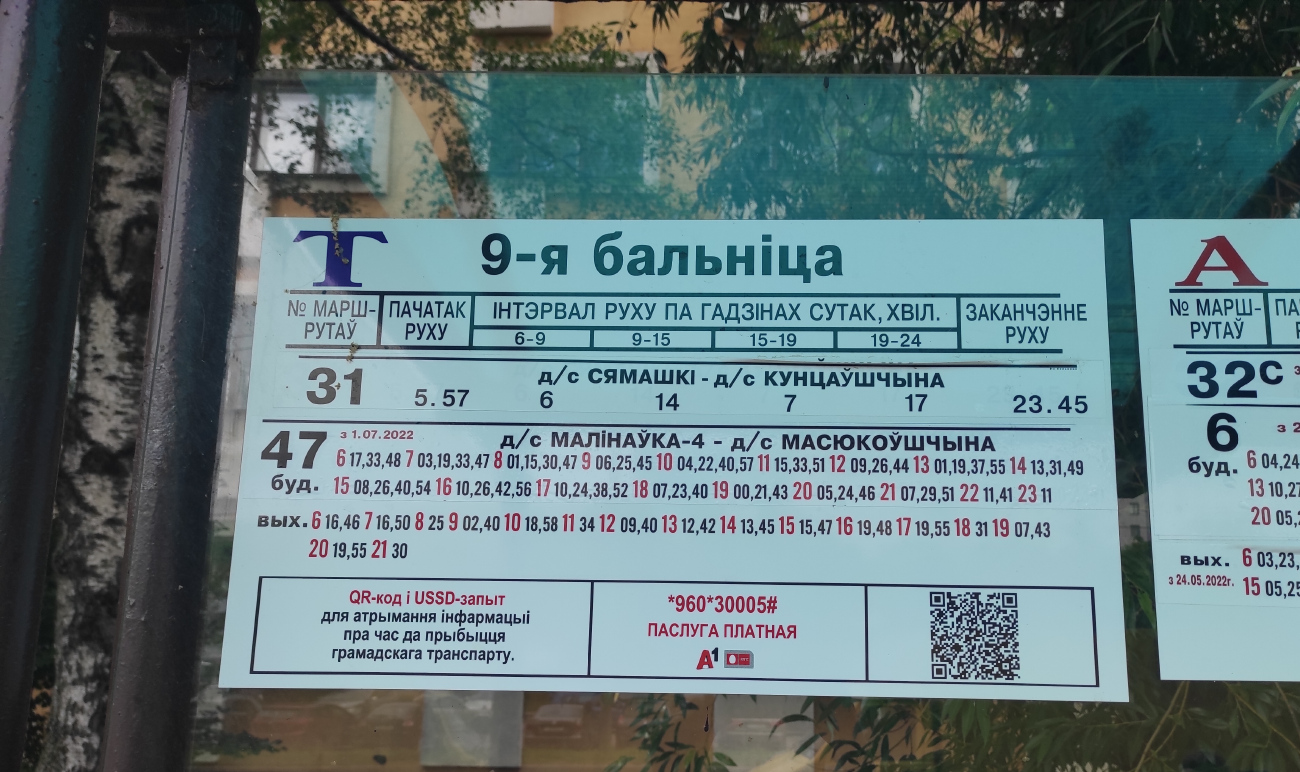 Т 9-я бальніца
№ МАРШ-РУТАЎ ПАЧАТАК РУХУ ІНТЭРВАЛ РУХУ ПА ГАДЗІНАХ СУТАК, ХВІЛ. ЗАКАНЧЭННЕ РУХУ
6-9 9-15 15-19 19-24
31 д/с СЯМАШКІ - д/с КУНЦАЎШЧЫНА
5.57 6 14 7 17 23.45
47 з 1.07.2022 д/с МАЛІНАЎКА-4 - д/с МАСЮКОЎШЧЫНА
6 17,33,48 7 03,19,33,47 8 01,15,30,47 9 06,25,45 10 04,22,40,57 11 15,33,51 12 09,26,44 13 01,19,37,55 14 13,31,49
буд. 15 08,26,40,54 16 10,26,42,56 17 10,24,38,52 18 07,23,40 19 00,21,43 20 05,24,46 21 07,29,51 22 11,41 23 11
вых. 6 16,46 7 16,50 8 25 9 02,40 10 18,58 11 34 12 09,40 13 12,42 14 13,45 15 15,47 16 19,48 17 19,55 18 31 19 07,43
20 19,55 21 30
QR-код і USSD-запыт
для атрымання інфармацыі
пра час да прыбыцця
грамадскага транспарту.
*960*30005#
ПАСЛУГА ПЛАТНАЯ
А1
А
№ МАРШ-
РУТАЎ
32с
6 з 2
буд. 6 04,24
13 10,27
20 05,2
вых. 6 03,23,
з 24.05.2022г. 15 05,25